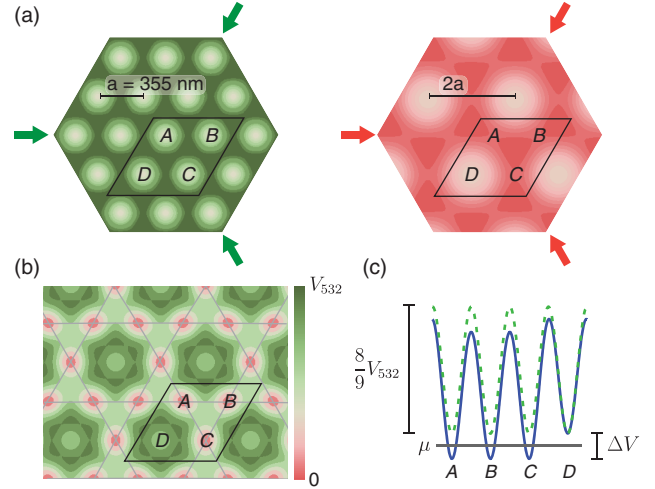 (a)
a = 355 nm
A B
D C
2a
A B
D C
(b)
V₅₃₂
A B
D C
0
(c)
8/9 V₅₃₂
μ
ΔV
A B C D